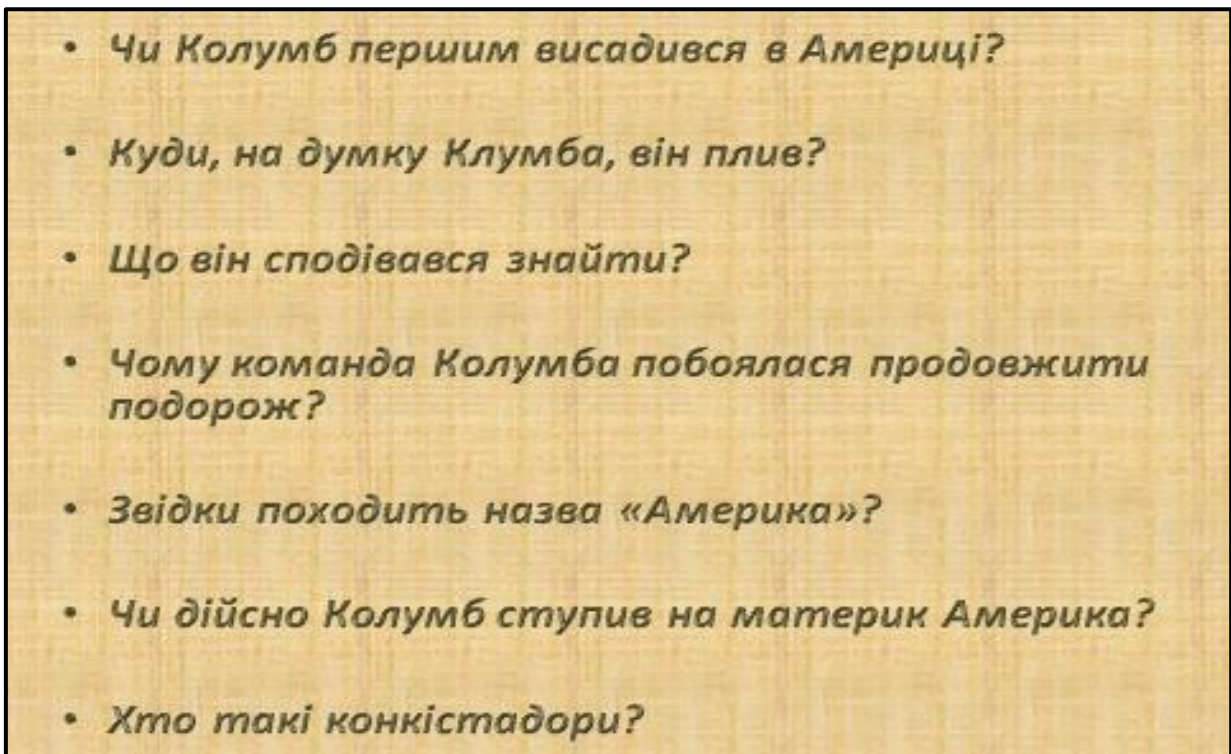 • Чи Колумб першим висадився в Америці?
• Куди, на думку Клумба, він плив?
• Що він сподівався знайти?
• Чому команда Колумба побоялася продовжити
подорож?
• Звідки походить назва «Америка»?
• Чи дійсно Колумб ступив на материк Америка?
• Хто такі конкістадори?